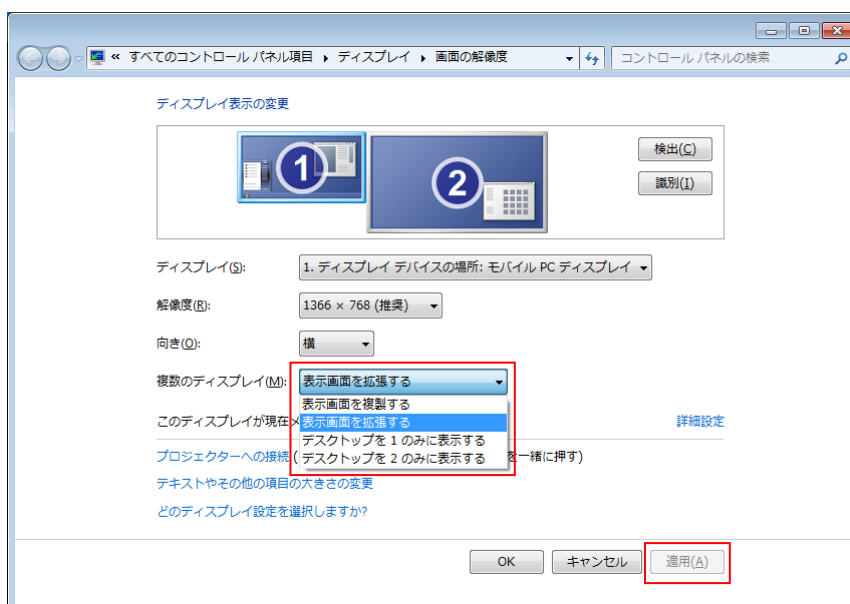 « すべてのコントロール パネル項目 ▸ ディスプレイ ▸ 画面の解像度
コントロール パネルの検索
ディスプレイ表示の変更
1
2
検出(C)
識別(I)
ディスプレイ(S):
1. ディスプレイ デバイスの場所: モバイル PC ディスプレイ
解像度(R):
1366 × 768 (推奨)
向き(O):
横
複数のディスプレイ(M):
表示画面を拡張する
表示画面を複製する
このディスプレイが現在メ
表示画面を拡張する
詳細設定
デスクトップを 1 のみに表示する
プロジェクターへの接続 (
デスクトップを 2 のみに表示する
を一緒に押す)
テキストやその他の項目の大きさの変更
どのディスプレイ設定を選択しますか?
OK
キャンセル
適用(A)